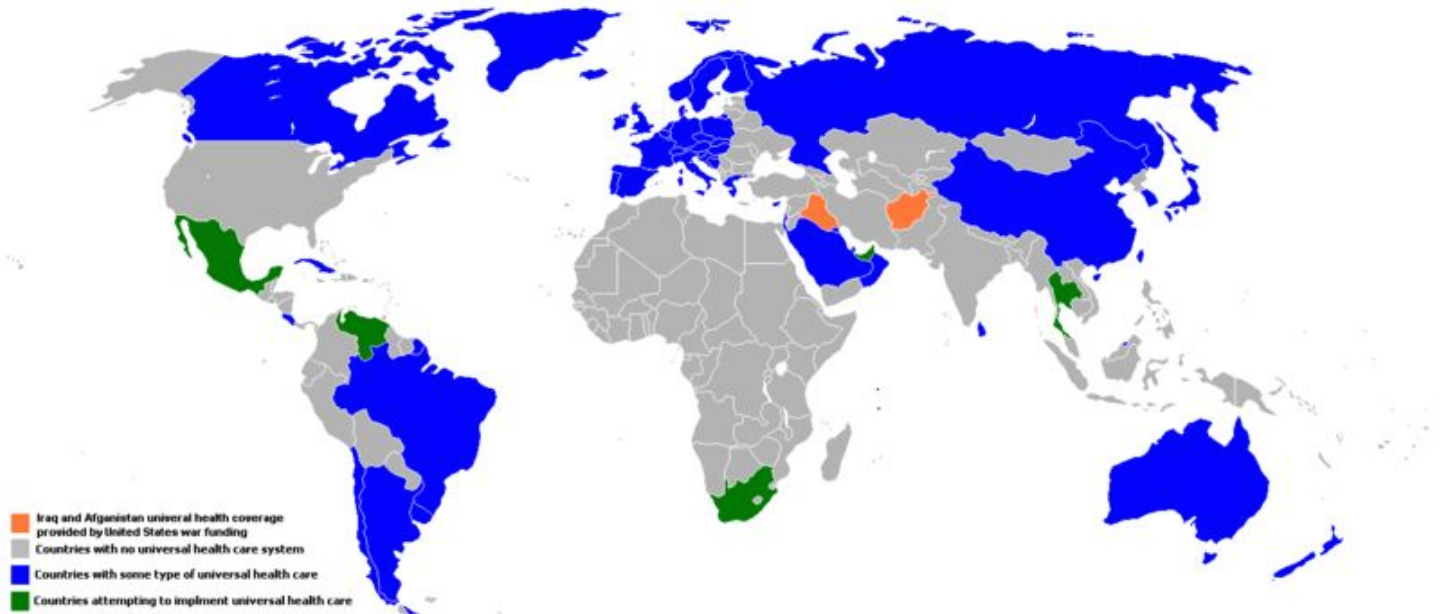 Iraq and Afganistan univeral health coverage
provided by United States war funding
Countries with no universal health care system
Countries with some type of universal health care
Countries attempting to implment universal health care